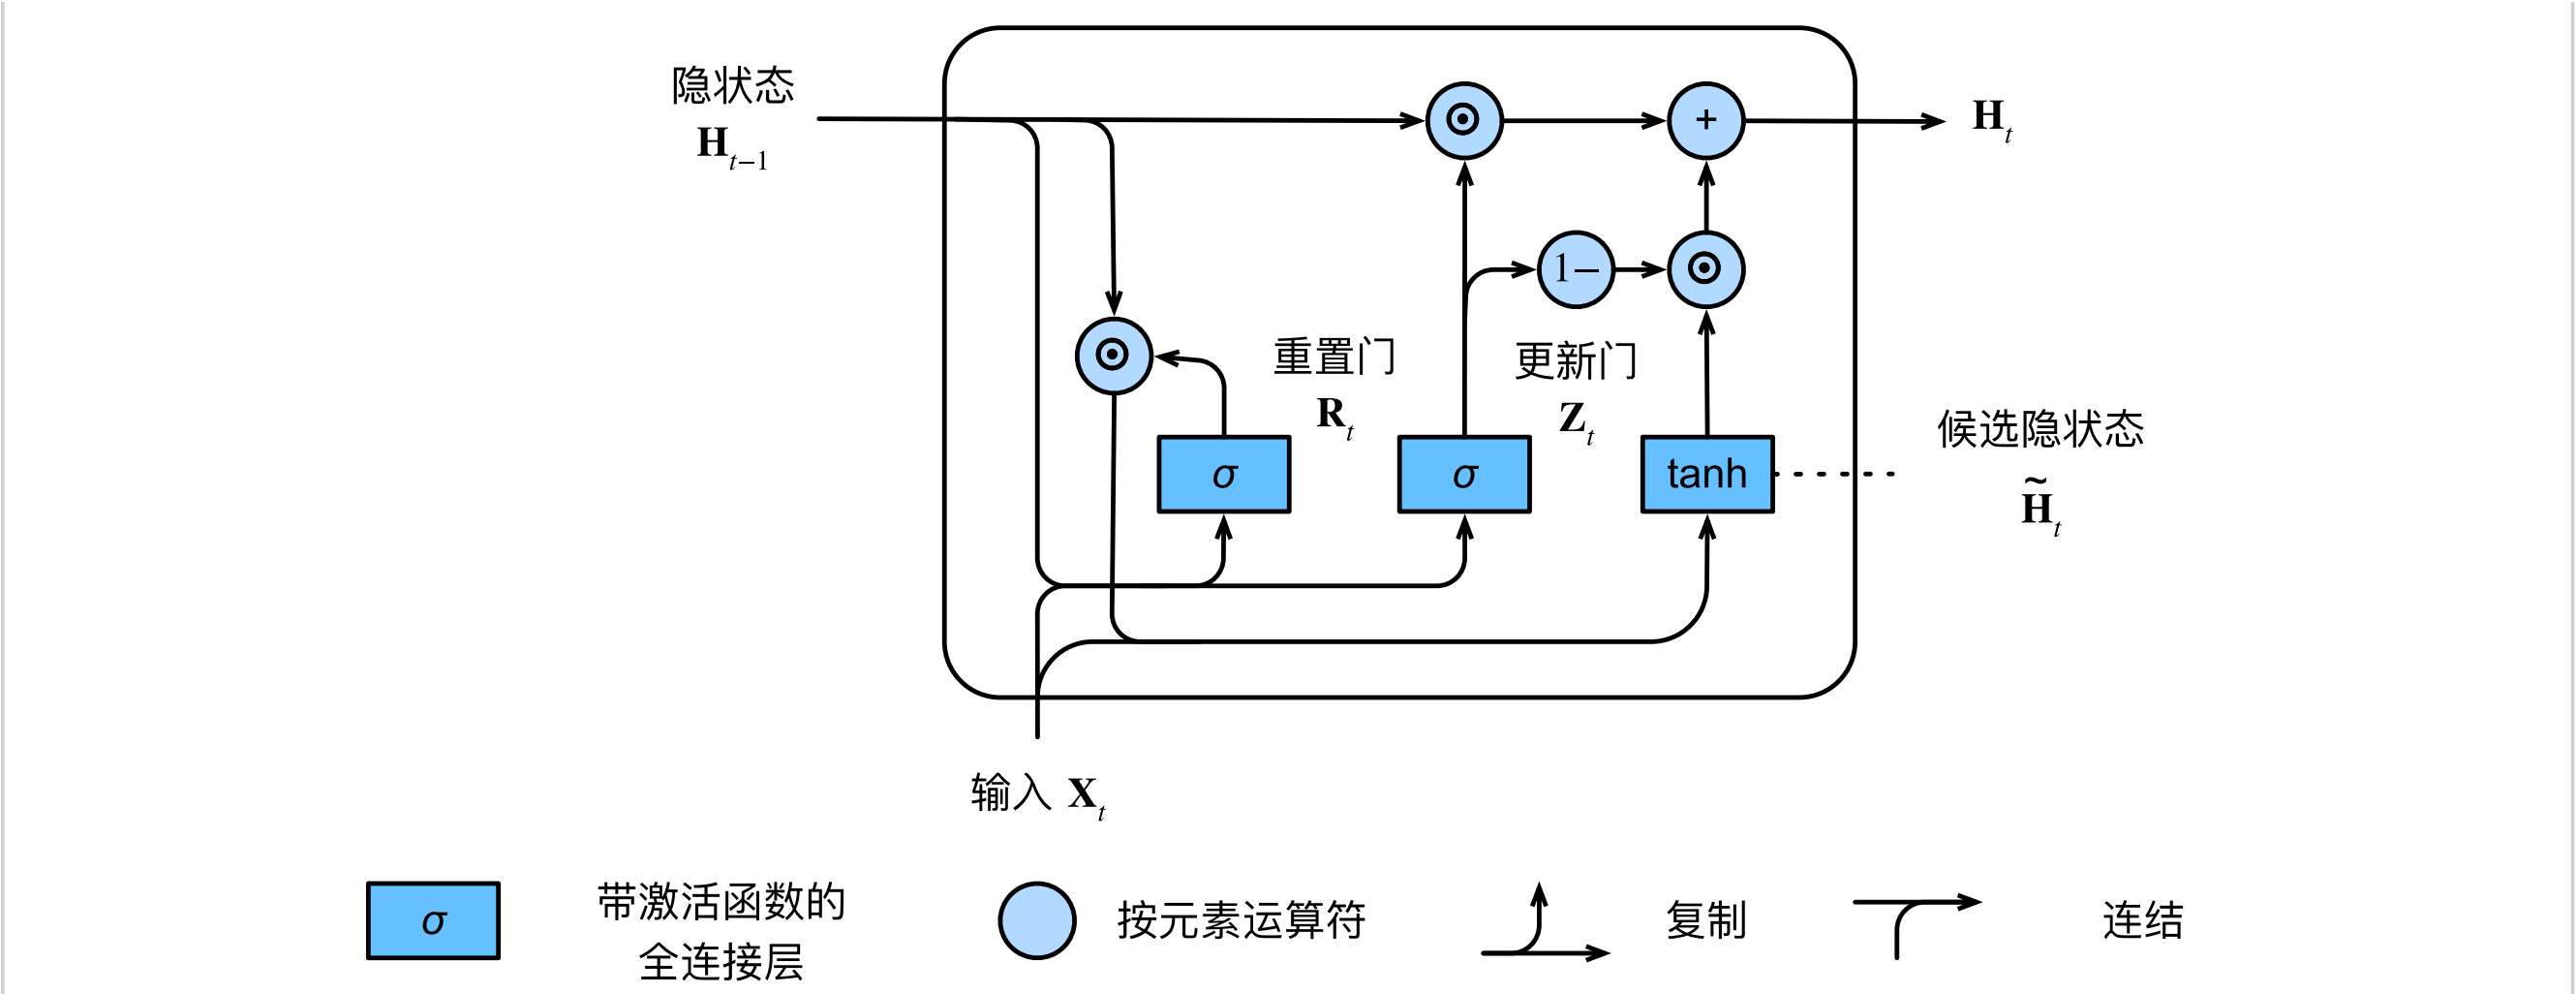 隐状态
H_{t−1}
⊙
+
H_t
1−
⊙
⊙
重置门
R_t
更新门
Z_t
σ
σ
tanh
候选隐状态
H̃_t
输入 X_t
σ
带激活函数的
全连接层
按元素运算符
复制
连结